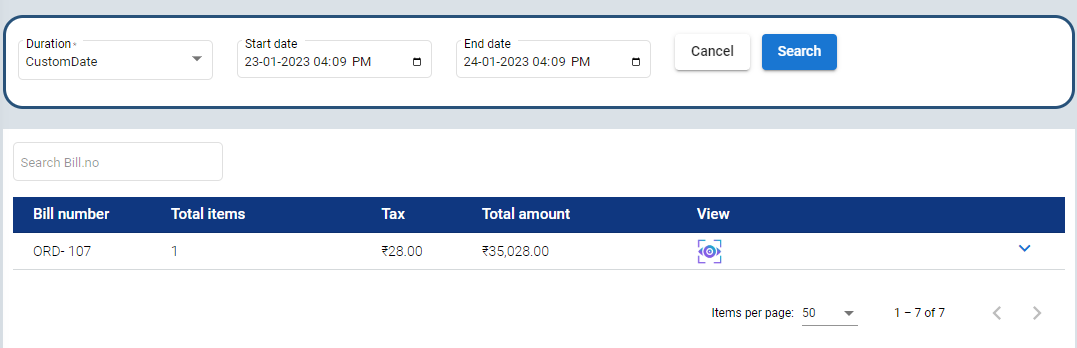 Duration*
CustomDate
Start date
23-01-2023 04:09 PM
End date
24-01-2023 04:09 PM
Cancel
Search
Search Bill.no
Bill number Total items Tax Total amount View
ORD- 107 1 ₹28.00 ₹35,028.00
Items per page: 50 1 – 7 of 7